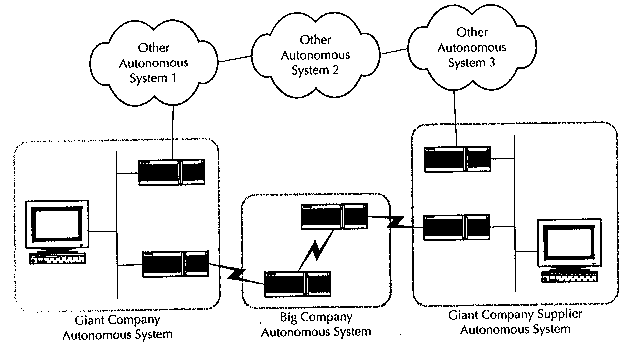 Other
Autonomous
System 1
Other
Autonomous
System 2
Other
Autonomous
System 3
Giant Company
Autonomous System
Big Company
Autonomous System
Giant Company Supplier
Autonomous System